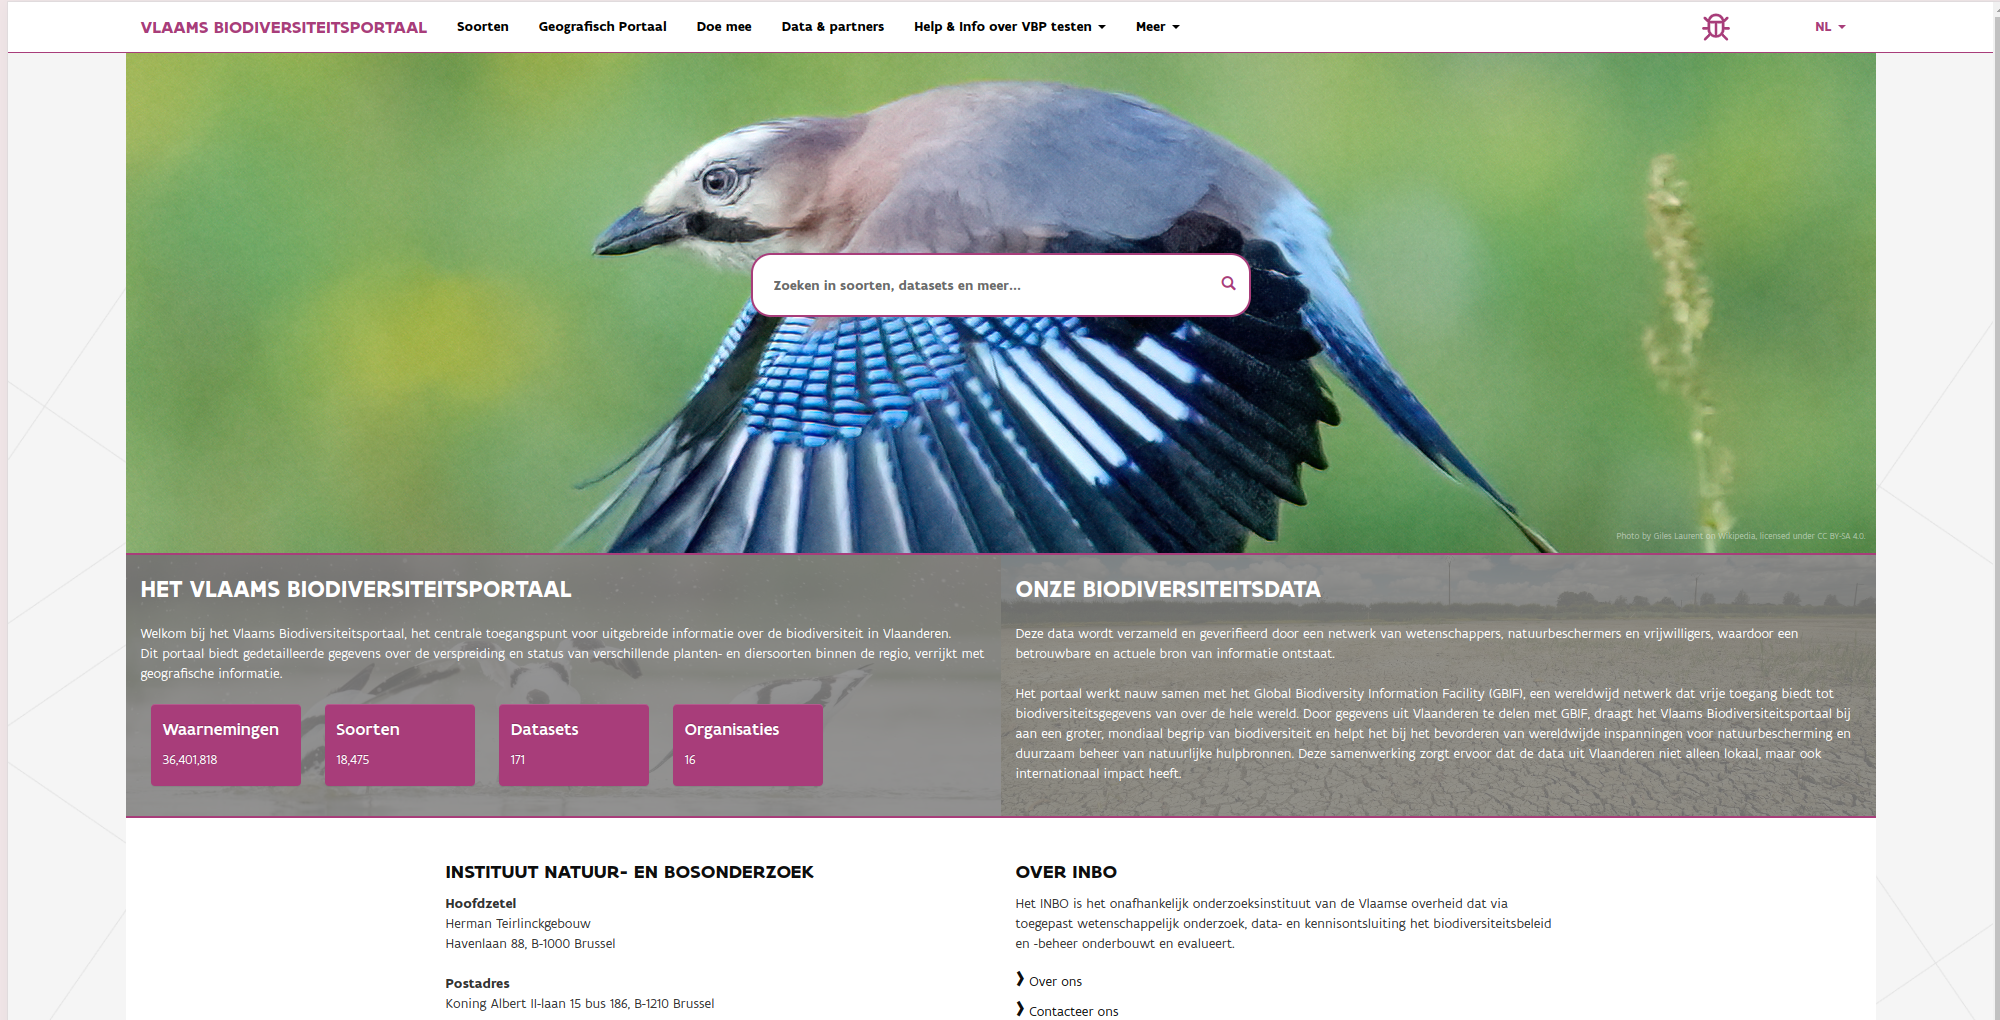 VLAAMS BIODIVERSITEITSPORTAAL Soorten Geografisch Portaal Doe mee Data & partners Help & Info over VBP testen Meer NL
Zoeken in soorten, datasets en meer...
Photo by Giles Laurent on Wikipedia, licensed under CC BY-SA 4.0.
HET VLAAMS BIODIVERSITEITSPORTAAL
Welkom bij het Vlaams Biodiversiteitsportaal, het centrale toegangspunt voor uitgebreide informatie over de biodiversiteit in Vlaanderen.
Dit portaal biedt gedetailleerde gegevens over de verspreiding en status van verschillende planten- en diersoorten binnen de regio, verrijkt met
geografische informatie.
Waarnemingen
36,401,818
Soorten
18,475
Datasets
171
Organisaties
16
ONZE BIODIVERSITEITSDATA
Deze data wordt verzameld en geverifieerd door een netwerk van wetenschappers, natuurbeschermers en vrijwilligers, waardoor een
betrouwbare en actuele bron van informatie ontstaat.
Het portaal werkt nauw samen met het Global Biodiversity Information Facility (GBIF), een wereldwijd netwerk dat vrije toegang biedt tot
biodiversiteitsgegevens van over de hele wereld. Door gegevens uit Vlaanderen te delen met GBIF, draagt het Vlaams Biodiversiteitsportaal bij
aan een groter, mondiaal begrip van biodiversiteit en helpt het bij het bevorderen van wereldwijde inspanningen voor natuurbescherming en
duurzaam beheer van natuurlijke hulpbronnen. Deze samenwerking zorgt ervoor dat de data uit Vlaanderen niet alleen lokaal, maar ook
internationaal impact heeft.
INSTITUUT NATUUR- EN BOSONDERZOEK
Hoofdzetel
Herman Teirlinckgebouw
Havenlaan 88, B-1000 Brussel
Postadres
Koning Albert II-laan 15 bus 186, B-1210 Brussel
OVER INBO
Het INBO is het onafhankelijk onderzoeksinstituut van de Vlaamse overheid dat via
toegepast wetenschappelijk onderzoek, data- en kennisontsluiting het biodiversiteitsbeleid
en -beheer onderbouwt en evalueert.
Over ons
Contacteer ons